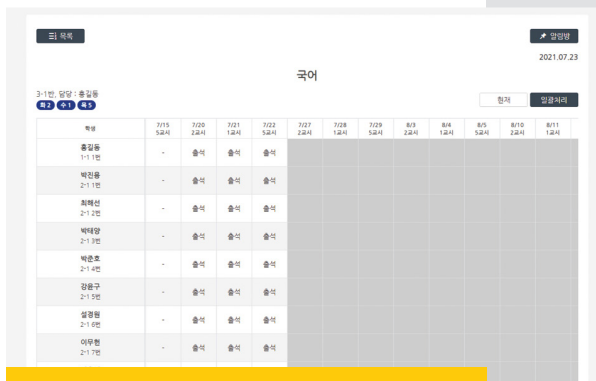 목록
알림방
2021.07.23
국어
3-1반, 담당 : 홍길동
화2 수1 목5
현재 일괄처리
학생 7/15 7/20 7/21 7/22 7/27 7/28 7/29 8/3 8/4 8/5 8/10 8/11
5교시 2교시 1교시 5교시 2교시 1교시 5교시 2교시 1교시 5교시 2교시 1교시
홍길동
1-1 1번
- 출석 출석 출석
박진용
2-1 1번
- 출석 출석 출석
최해선
2-1 2번
- 출석 출석 출석
박태양
2-1 3번
- 출석 출석 출석
박준호
2-1 4번
- 출석 출석 출석
강윤구
2-1 5번
- 출석 출석 출석
설경원
2-1 6번
- 출석 출석 출석
이무현
2-1 7번
- 출석 출석 출석